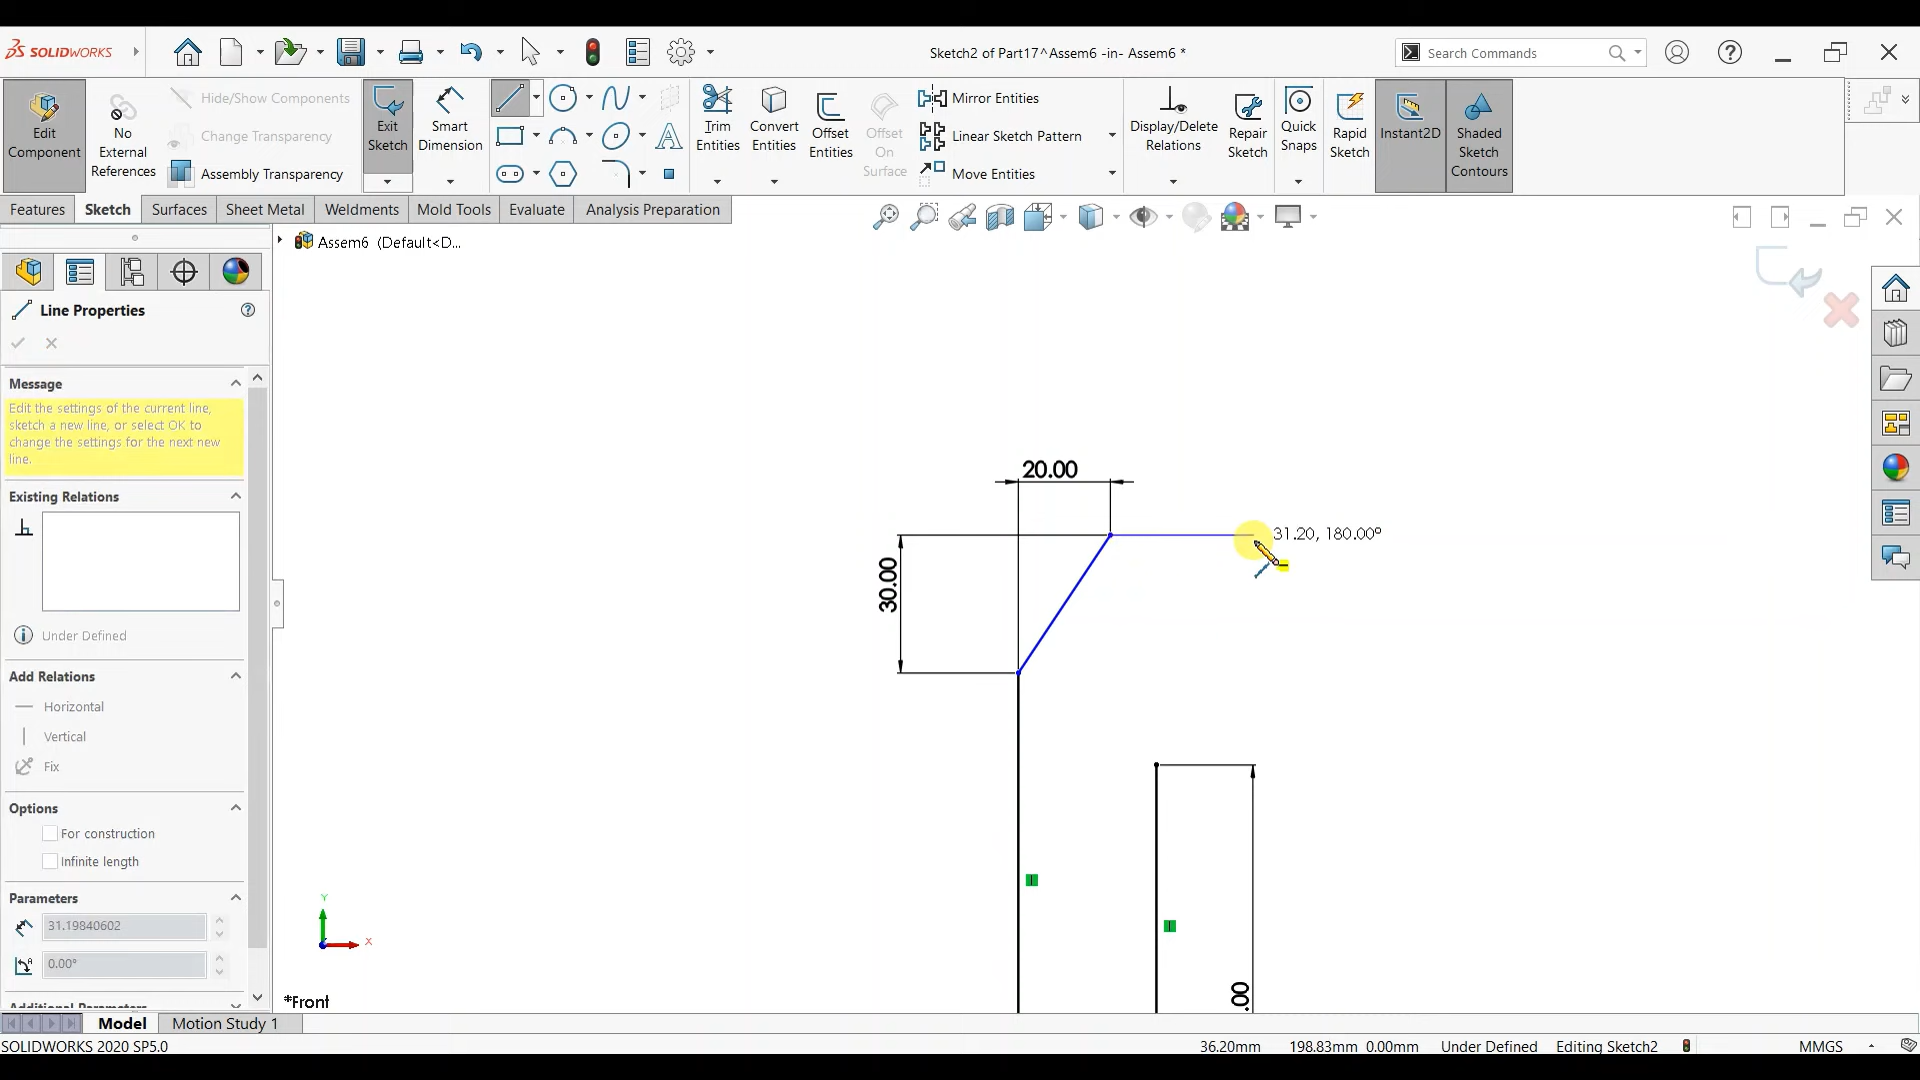 SOLIDWORKS
Sketch2 of Part17^Assem6 -in- Assem6 *
Search Commands
Edit Component
No External References
Hide/Show Components
Change Transparency
Assembly Transparency
Exit Sketch
Smart Dimension
Trim Entities
Convert Entities
Offset Entities
Offset On Surface
Mirror Entities
Linear Sketch Pattern
Move Entities
Display/Delete Relations
Repair Sketch
Quick Snaps
Rapid Sketch
Instant2D
Shaded Sketch Contours
Features
Sketch
Surfaces
Sheet Metal
Weldments
Mold Tools
Evaluate
Analysis Preparation
Assem6 (Default<D...
Line Properties
Message
Edit the settings of the current line,
sketch a new line, or select OK to
change the settings for the next new
line.
Existing Relations
Under Defined
Add Relations
Horizontal
Vertical
Fix
Options
For construction
Infinite length
Parameters
31.19840602
0.00°
20.00
31.20, 180.00°
30.00
.00
Y
X
*Front
Model
Motion Study 1
SOLIDWORKS 2020 SP5.0
36.20mm
198.83mm
0.00mm
Under Defined
Editing Sketch2
MMGS